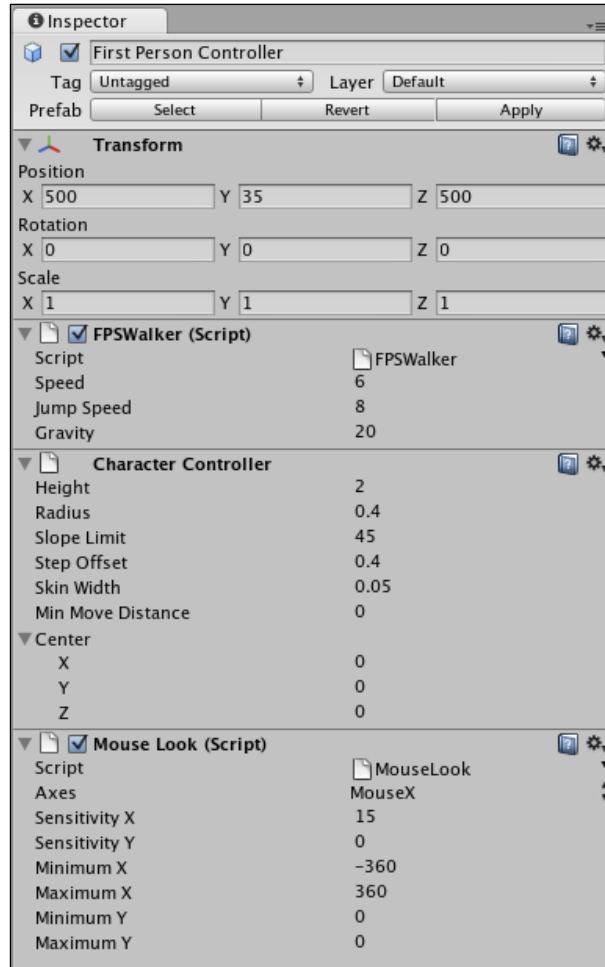 Inspector
First Person Controller
Tag Untagged Layer Default
Prefab Select Revert Apply
Transform
Position
X 500 Y 35 Z 500
Rotation
X 0 Y 0 Z 0
Scale
X 1 Y 1 Z 1
FPSWalker (Script)
Script FPSWalker
Speed 6
Jump Speed 8
Gravity 20
Character Controller
Height 2
Radius 0.4
Slope Limit 45
Step Offset 0.4
Skin Width 0.05
Min Move Distance 0
Center
X 0
Y 0
Z 0
Mouse Look (Script)
Script MouseLook
Axes MouseX
Sensitivity X 15
Sensitivity Y 0
Minimum X -360
Maximum X 360
Minimum Y 0
Maximum Y 0